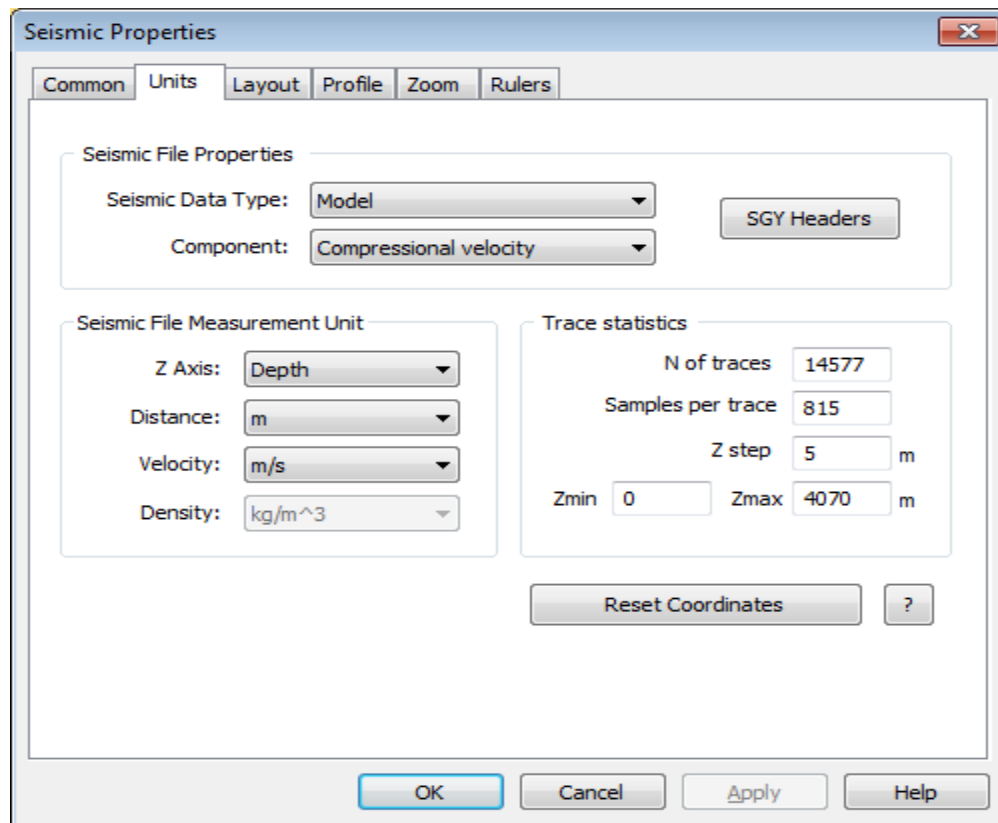 Seismic Properties
Common Units Layout Profile Zoom Rulers
Seismic File Properties
Seismic Data Type: Model
SGY Headers
Component: Compressional velocity
Seismic File Measurement Unit
Z Axis: Depth
Distance: m
Velocity: m/s
Density: kg/m^3
Trace statistics
N of traces 14577
Samples per trace 815
Z step 5 m
Zmin 0 Zmax 4070 m
Reset Coordinates ?
OK Cancel Apply Help